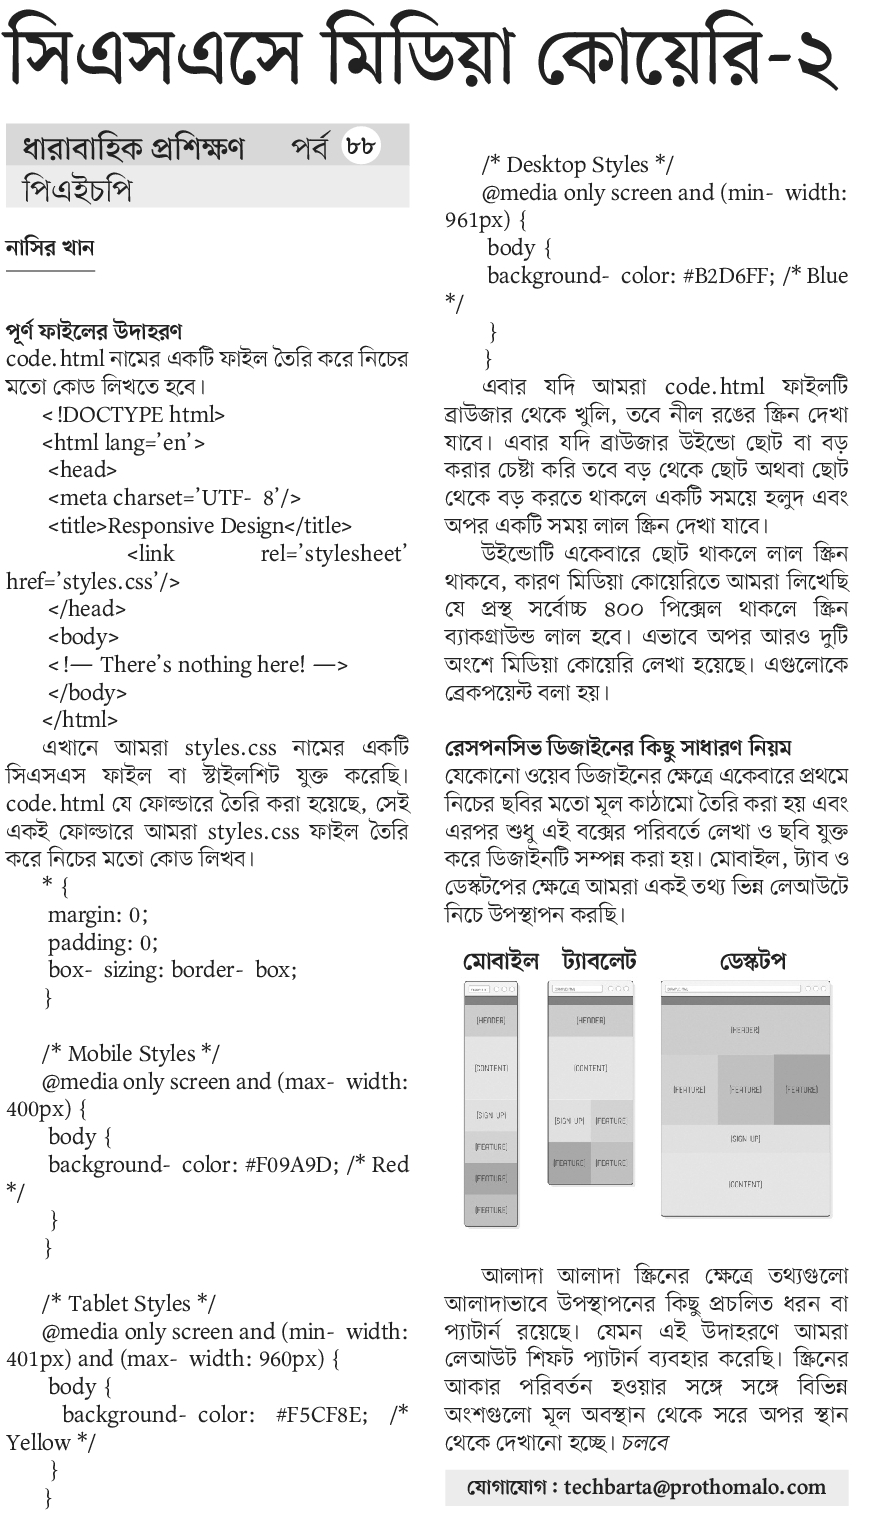 সিএসএসে মিডিয়া কোয়েরি-২
ধারাবাহিক প্রশিক্ষণ পর্ব ৮৮
পিএইচপি
নাসির খান
পূর্ণ ফাইলের উদাহরণ
code.html নামের একটি ফাইল তৈরি করে নিচের
মতো কোড লিখতে হবে।
< !DOCTYPE html>
<html lang='en'>
<head>
<meta charset='UTF- 8'/>
<title>Responsive Design</title>
<link rel='stylesheet'
href='styles.css'/>
</head>
<body>
< !— There's nothing here! —>
</body>
</html>
এখানে আমরা styles.css নামের একটি
সিএসএস ফাইল বা স্টাইলশিট যুক্ত করেছি।
code.html যে ফোল্ডারে তৈরি করা হয়েছে, সেই
একই ফোল্ডারে আমরা styles.css ফাইল তৈরি
করে নিচের মতো কোড লিখব।
* {
margin: 0;
padding: 0;
box- sizing: border- box;
}
/* Mobile Styles */
@media only screen and (max- width:
400px) {
body {
background- color: #F09A9D; /* Red
*/
}
}
/* Tablet Styles */
@media only screen and (min- width:
401px) and (max- width: 960px) {
body {
background- color: #F5CF8E; /*
Yellow */
}
}
/* Desktop Styles */
@media only screen and (min- width:
961px) {
body {
background- color: #B2D6FF; /* Blue
*/
}
}
এবার যদি আমরা code.html ফাইলটি
ব্রাউজার থেকে খুলি, তবে নীল রঙের স্ক্রিন দেখা
যাবে। এবার যদি ব্রাউজার উইন্ডো ছোট বা বড়
করার চেষ্টা করি তবে বড় থেকে ছোট অথবা ছোট
থেকে বড় করতে থাকলে একটি সময়ে হলুদ এবং
অপর একটি সময় লাল স্ক্রিন দেখা যাবে।
উইন্ডোটি একেবারে ছোট থাকলে লাল স্ক্রিন
থাকবে, কারণ মিডিয়া কোয়েরিতে আমরা লিখেছি
যে প্রস্থ সর্বোচ্চ ৪০০ পিক্সেল থাকলে স্ক্রিন
ব্যাকগ্রাউন্ড লাল হবে। এভাবে অপর আরও দুটি
অংশে মিডিয়া কোয়েরি লেখা হয়েছে। এগুলোকে
ব্রেকপয়েন্ট বলা হয়।
রেসপনসিভ ডিজাইনের কিছু সাধারণ নিয়ম
যেকোনো ওয়েব ডিজাইনের ক্ষেত্রে একেবারে প্রথমে
নিচের ছবির মতো মূল কাঠামো তৈরি করা হয় এবং
এরপর শুধু এই বক্সের পরিবর্তে লেখা ও ছবি যুক্ত
করে ডিজাইনটি সম্পন্ন করা হয়। মোবাইল, ট্যাব ও
ডেস্কটপের ক্ষেত্রে আমরা একই তথ্য ভিন্ন লেআউটে
নিচে উপস্থাপন করছি।
মোবাইল ট্যাবলেট ডেস্কটপ
[HEADER]
[CONTENT]
[SIGN UP]
[FEATURE]
[FEATURE]
[FEATURE]
[HEADER]
[CONTENT]
[SIGN UP] [FEATURE]
[FEATURE] [FEATURE]
[HEADER]
[FEATURE] [FEATURE] [FEATURE]
[SIGN UP]
[CONTENT]
আলাদা আলাদা স্ক্রিনের ক্ষেত্রে তথ্যগুলো
আলাদাভাবে উপস্থাপনের কিছু প্রচলিত ধরন বা
প্যাটার্ন রয়েছে। যেমন এই উদাহরণে আমরা
লেআউট শিফট প্যাটার্ন ব্যবহার করেছি। স্ক্রিনের
আকার পরিবর্তন হওয়ার সঙ্গে সঙ্গে বিভিন্ন
অংশগুলো মূল অবস্থান থেকে সরে অপর স্থান
থেকে দেখানো হচ্ছে। চলবে
যোগাযোগ : techbarta@prothomalo.com